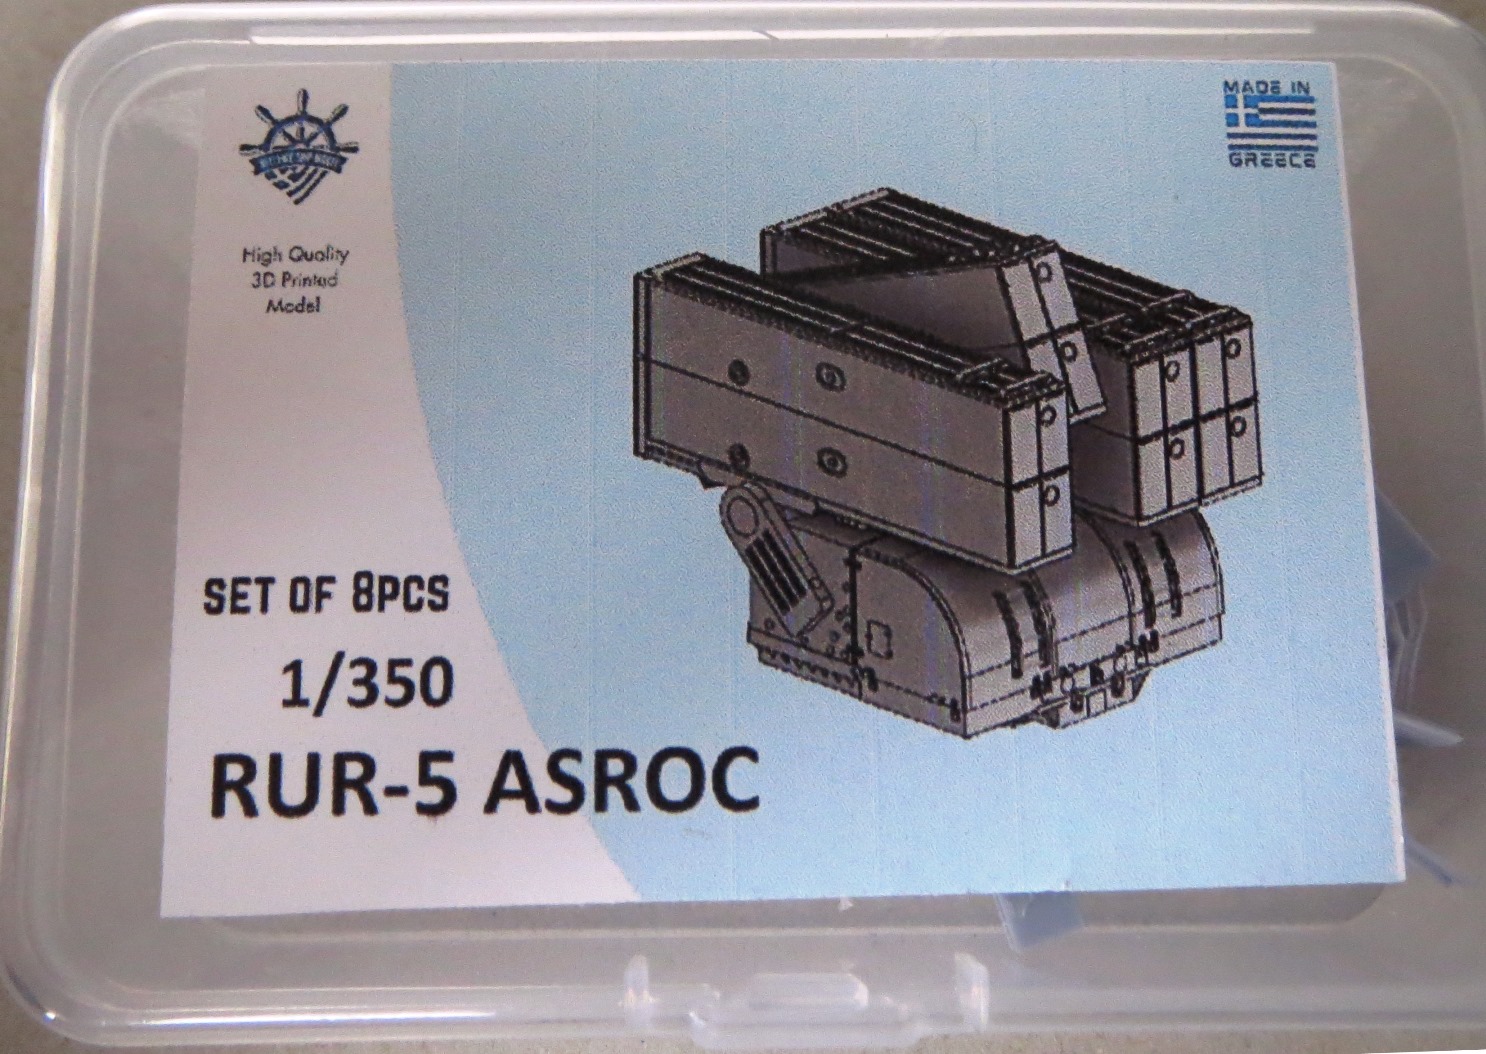 High Quality
3D Printed
Model
MADE IN
GREECE
SET OF 8PCS
1/350
RUR-5 ASROC